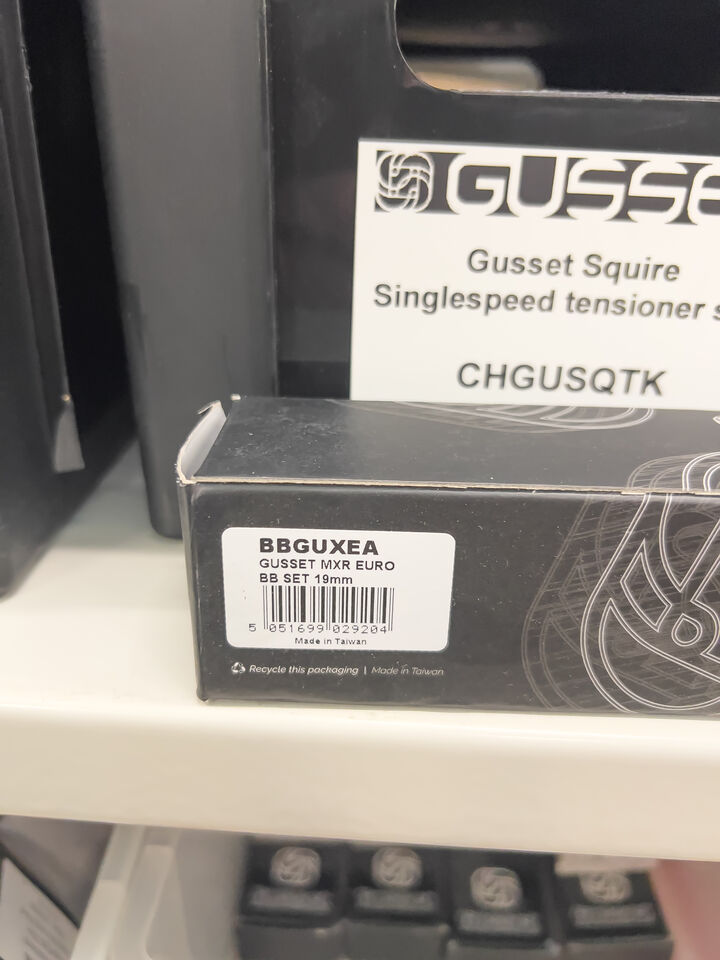 GUSSE
Gusset Squire
Singlespeed tensioner s
CHGUSQTK
BBGUXEA
GUSSET MXR EURO
BB SET 19mm
5 051699 029204
Made in Taiwan
Recycle this packaging | Made in Taiwan